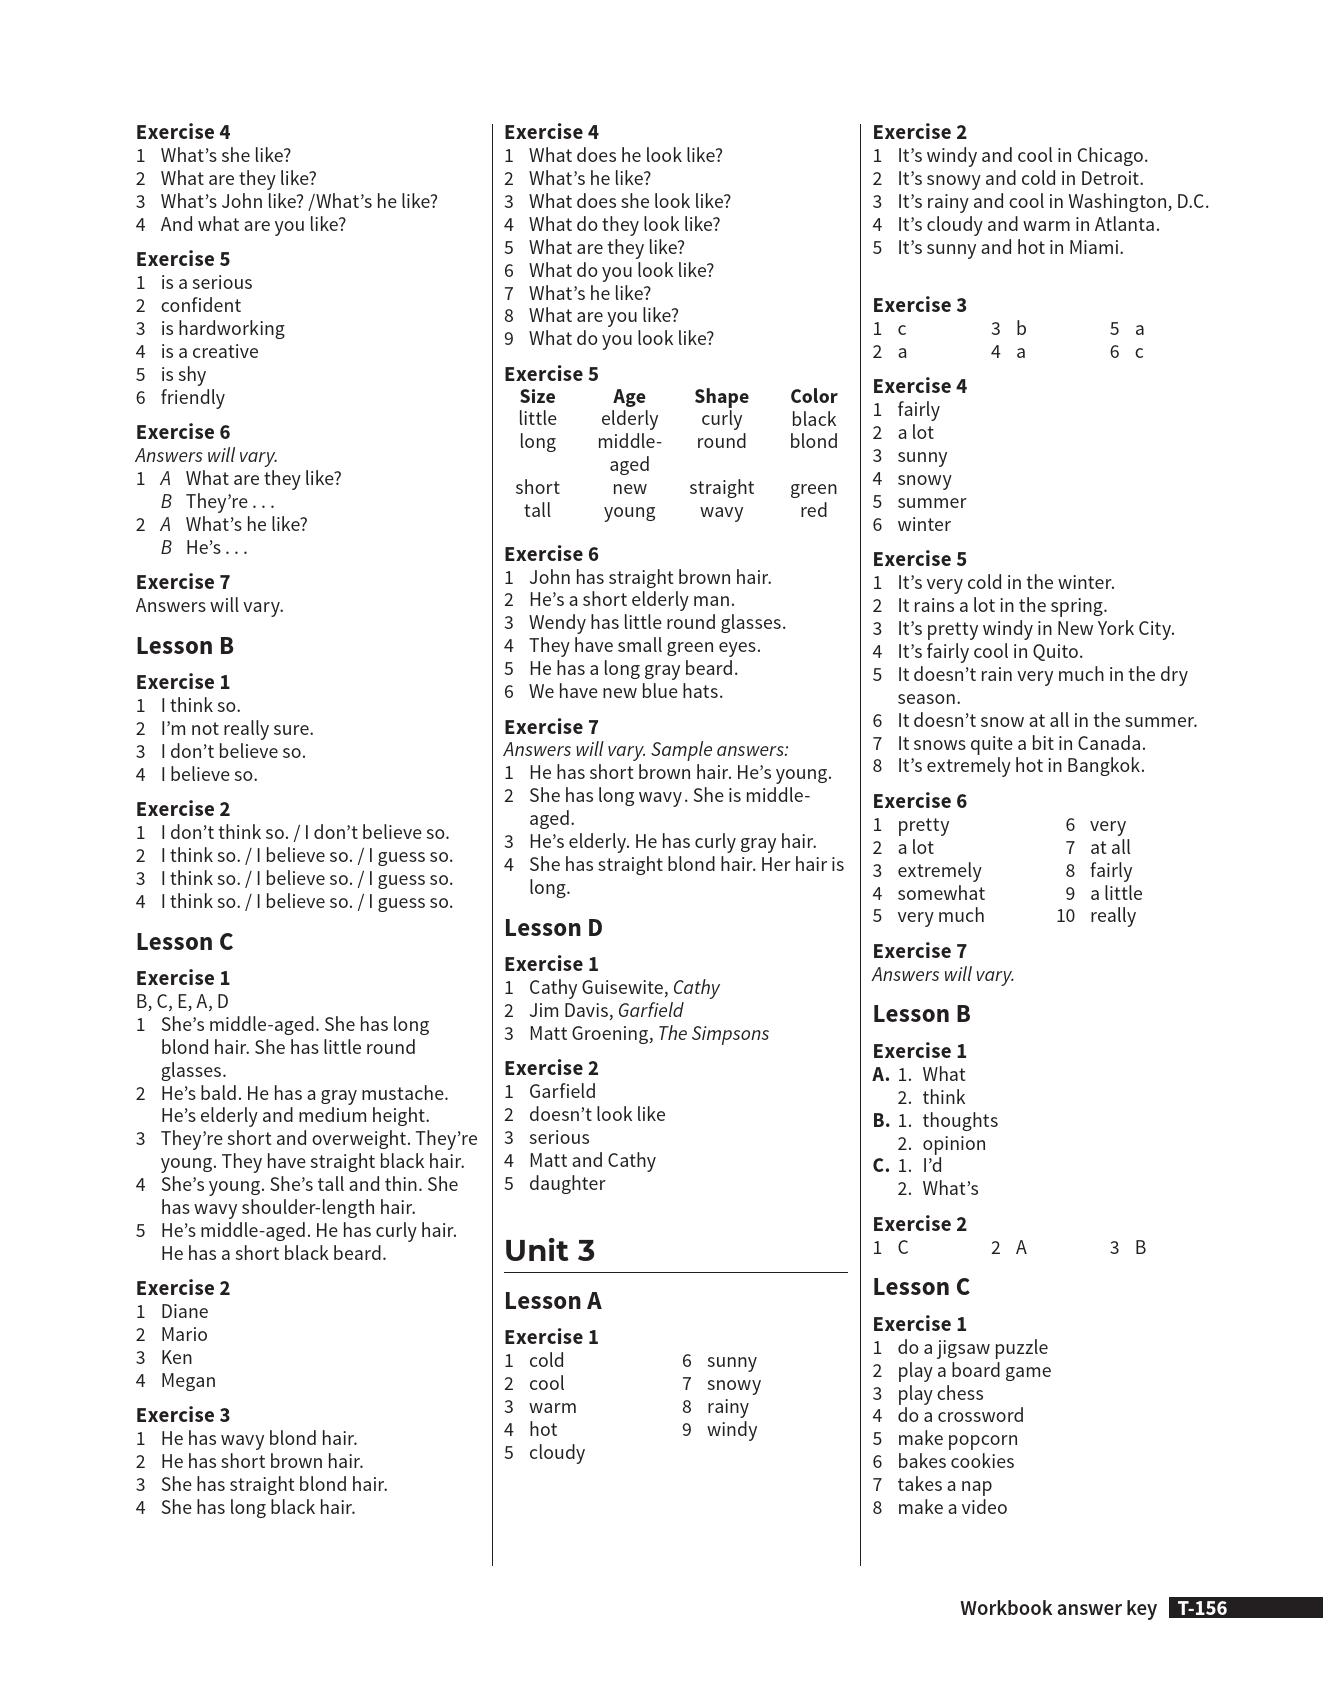 Exercise 4
1 What’s she like?
2 What are they like?
3 What’s John like? /What’s he like?
4 And what are you like?
Exercise 5
1 is a serious
2 confident
3 is hardworking
4 is a creative
5 is shy
6 friendly
Exercise 6
Answers will vary.
1 A What are they like?
B They’re . . .
2 A What’s he like?
B He’s . . .
Exercise 7
Answers will vary.
Lesson B
Exercise 1
1 I think so.
2 I’m not really sure.
3 I don’t believe so.
4 I believe so.
Exercise 2
1 I don’t think so. / I don’t believe so.
2 I think so. / I believe so. / I guess so.
3 I think so. / I believe so. / I guess so.
4 I think so. / I believe so. / I guess so.
Lesson C
Exercise 1
B, C, E, A, D
1 She’s middle-aged. She has long
blond hair. She has little round
glasses.
2 He’s bald. He has a gray mustache.
He’s elderly and medium height.
3 They’re short and overweight. They’re
young. They have straight black hair.
4 She’s young. She’s tall and thin. She
has wavy shoulder-length hair.
5 He’s middle-aged. He has curly hair.
He has a short black beard.
Exercise 2
1 Diane
2 Mario
3 Ken
4 Megan
Exercise 3
1 He has wavy blond hair.
2 He has short brown hair.
3 She has straight blond hair.
4 She has long black hair.
Exercise 4
1 What does he look like?
2 What’s he like?
3 What does she look like?
4 What do they look like?
5 What are they like?
6 What do you look like?
7 What’s he like?
8 What are you like?
9 What do you look like?
Exercise 5
Size Age Shape Color
little elderly curly black
long middle- round blond
aged
short new straight green
tall young wavy red
Exercise 6
1 John has straight brown hair.
2 He’s a short elderly man.
3 Wendy has little round glasses.
4 They have small green eyes.
5 He has a long gray beard.
6 We have new blue hats.
Exercise 7
Answers will vary. Sample answers:
1 He has short brown hair. He’s young.
2 She has long wavy. She is middle-
aged.
3 He’s elderly. He has curly gray hair.
4 She has straight blond hair. Her hair is
long.
Lesson D
Exercise 1
1 Cathy Guisewite, Cathy
2 Jim Davis, Garfield
3 Matt Groening, The Simpsons
Exercise 2
1 Garfield
2 doesn’t look like
3 serious
4 Matt and Cathy
5 daughter
Unit 3
Lesson A
Exercise 1
1 cold 6 sunny
2 cool 7 snowy
3 warm 8 rainy
4 hot 9 windy
5 cloudy
Exercise 2
1 It’s windy and cool in Chicago.
2 It’s snowy and cold in Detroit.
3 It’s rainy and cool in Washington, D.C.
4 It’s cloudy and warm in Atlanta.
5 It’s sunny and hot in Miami.
Exercise 3
1 c 3 b 5 a
2 a 4 a 6 c
Exercise 4
1 fairly
2 a lot
3 sunny
4 snowy
5 summer
6 winter
Exercise 5
1 It’s very cold in the winter.
2 It rains a lot in the spring.
3 It’s pretty windy in New York City.
4 It’s fairly cool in Quito.
5 It doesn’t rain very much in the dry
season.
6 It doesn’t snow at all in the summer.
7 It snows quite a bit in Canada.
8 It’s extremely hot in Bangkok.
Exercise 6
1 pretty 6 very
2 a lot 7 at all
3 extremely 8 fairly
4 somewhat 9 a little
5 very much 10 really
Exercise 7
Answers will vary.
Lesson B
Exercise 1
A. 1. What
2. think
B. 1. thoughts
2. opinion
C. 1. I’d
2. What’s
Exercise 2
1 C 2 A 3 B
Lesson C
Exercise 1
1 do a jigsaw puzzle
2 play a board game
3 play chess
4 do a crossword
5 make popcorn
6 bakes cookies
7 takes a nap
8 make a video
Workbook answer key T-156